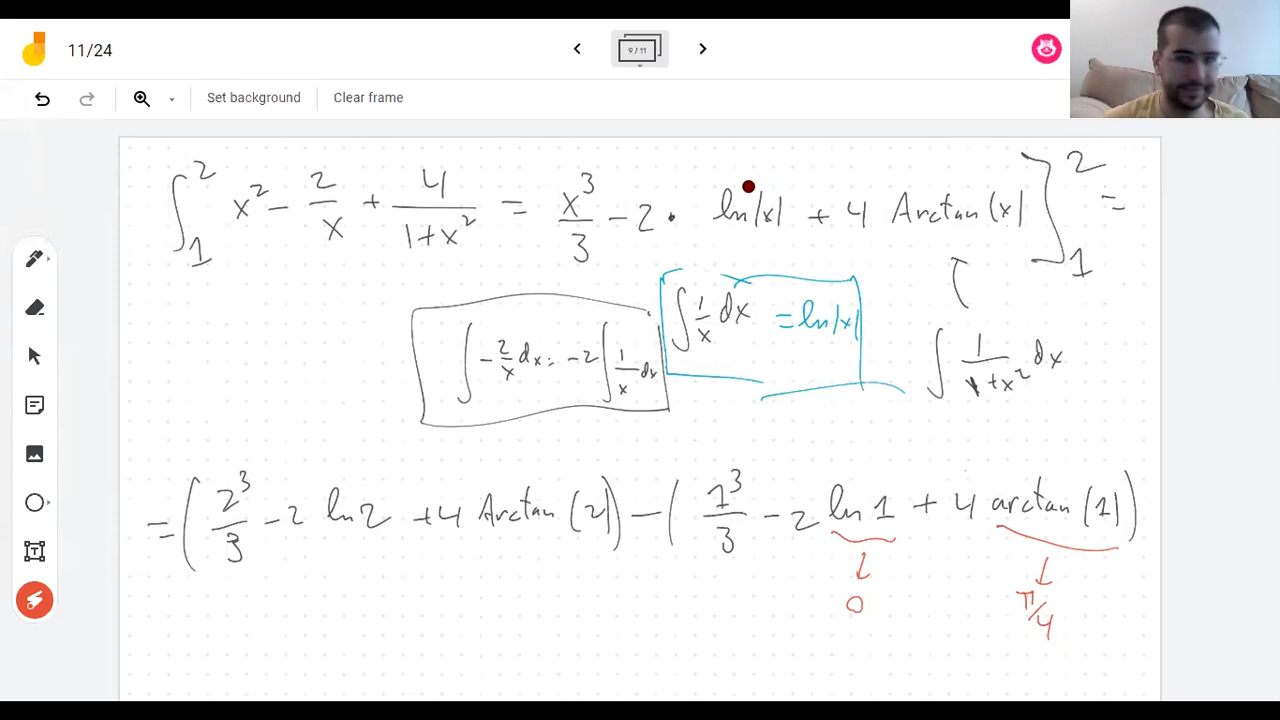 11/24
9 / 11
Set background
Clear frame
∫₁² x² - 2/x + 4/(1+x²) = x³/3 - 2 · ln|x| + 4 Arctan(x) ]₁² =
∫ -2/x dx = -2 ∫ 1/x dx
∫ 1/x dx = ln|x|
∫ 1/(1+x²) dx
= (2³/3 - 2 ln 2 + 4 Arctan(2)) - (1³/3 - 2 ln 1 + 4 arctan(1))
↓ ↓
0 π/4